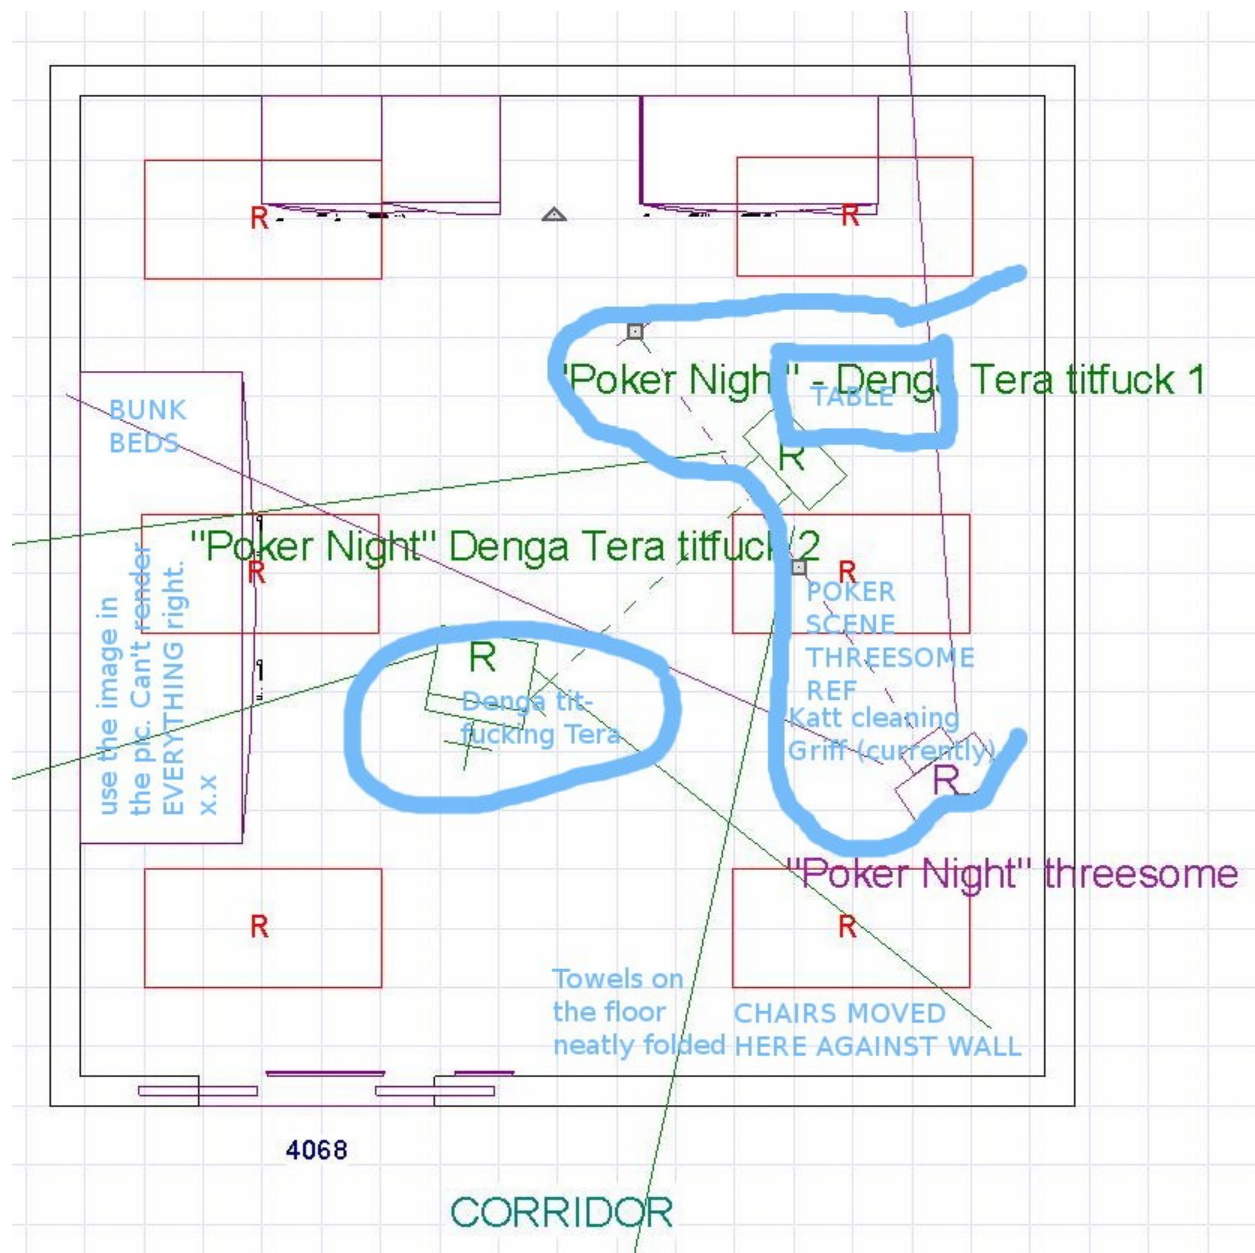 R
R
"Poker Night" - Denga Tera titfuck 1
TABLE
BUNK
BEDS
R
"Poker Night" Denga Tera titfuck 2
R
R
POKER
SCENE
THREESOME
REF
Katt cleaning
Griff (currently)
use the image in
the pic. Can't render
EVERYTHING right.
x.x
R
Denga tit-
fucking Tera
R
"Poker Night" threesome
R
R
Towels on
the floor
neatly folded
CHAIRS MOVED
HERE AGAINST WALL
4068
CORRIDOR